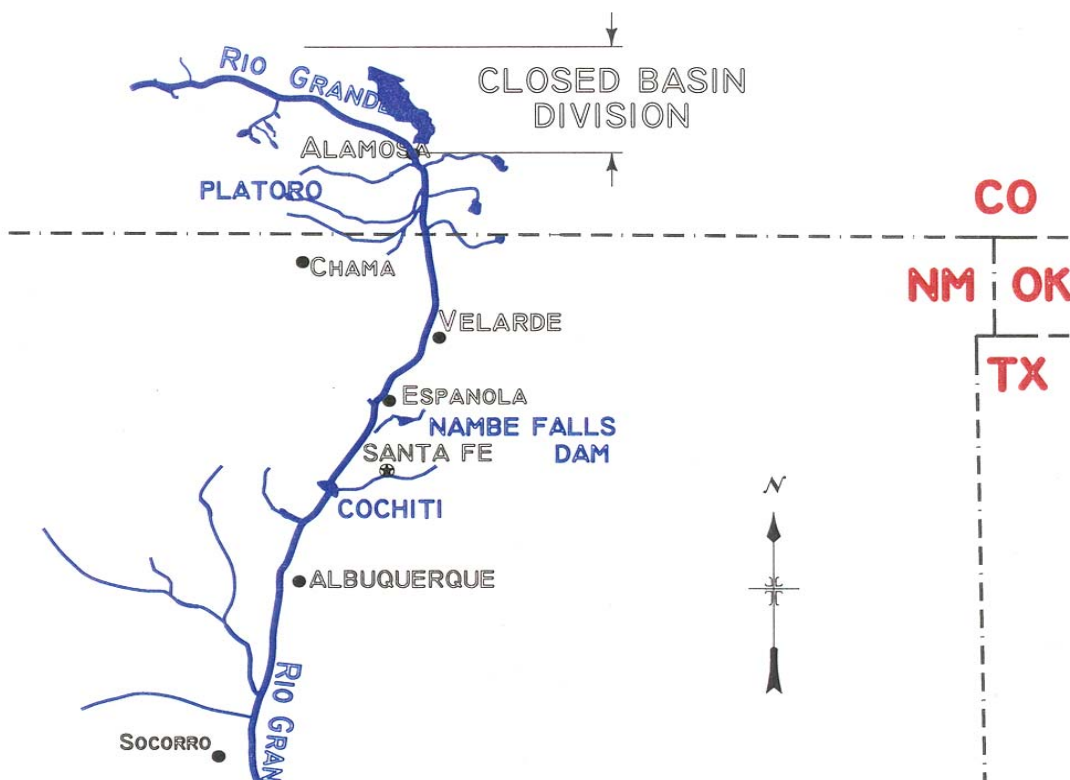 RIO GRANDE
CLOSED BASIN
DIVISION
ALAMOSA
PLATORO
CO
CHAMA
NM
OK
VELARDE
TX
ESPANOLA
NAMBE FALLS
DAM
SANTA FE
N
COCHITI
ALBUQUERQUE
RIO GRAN
SOCORRO